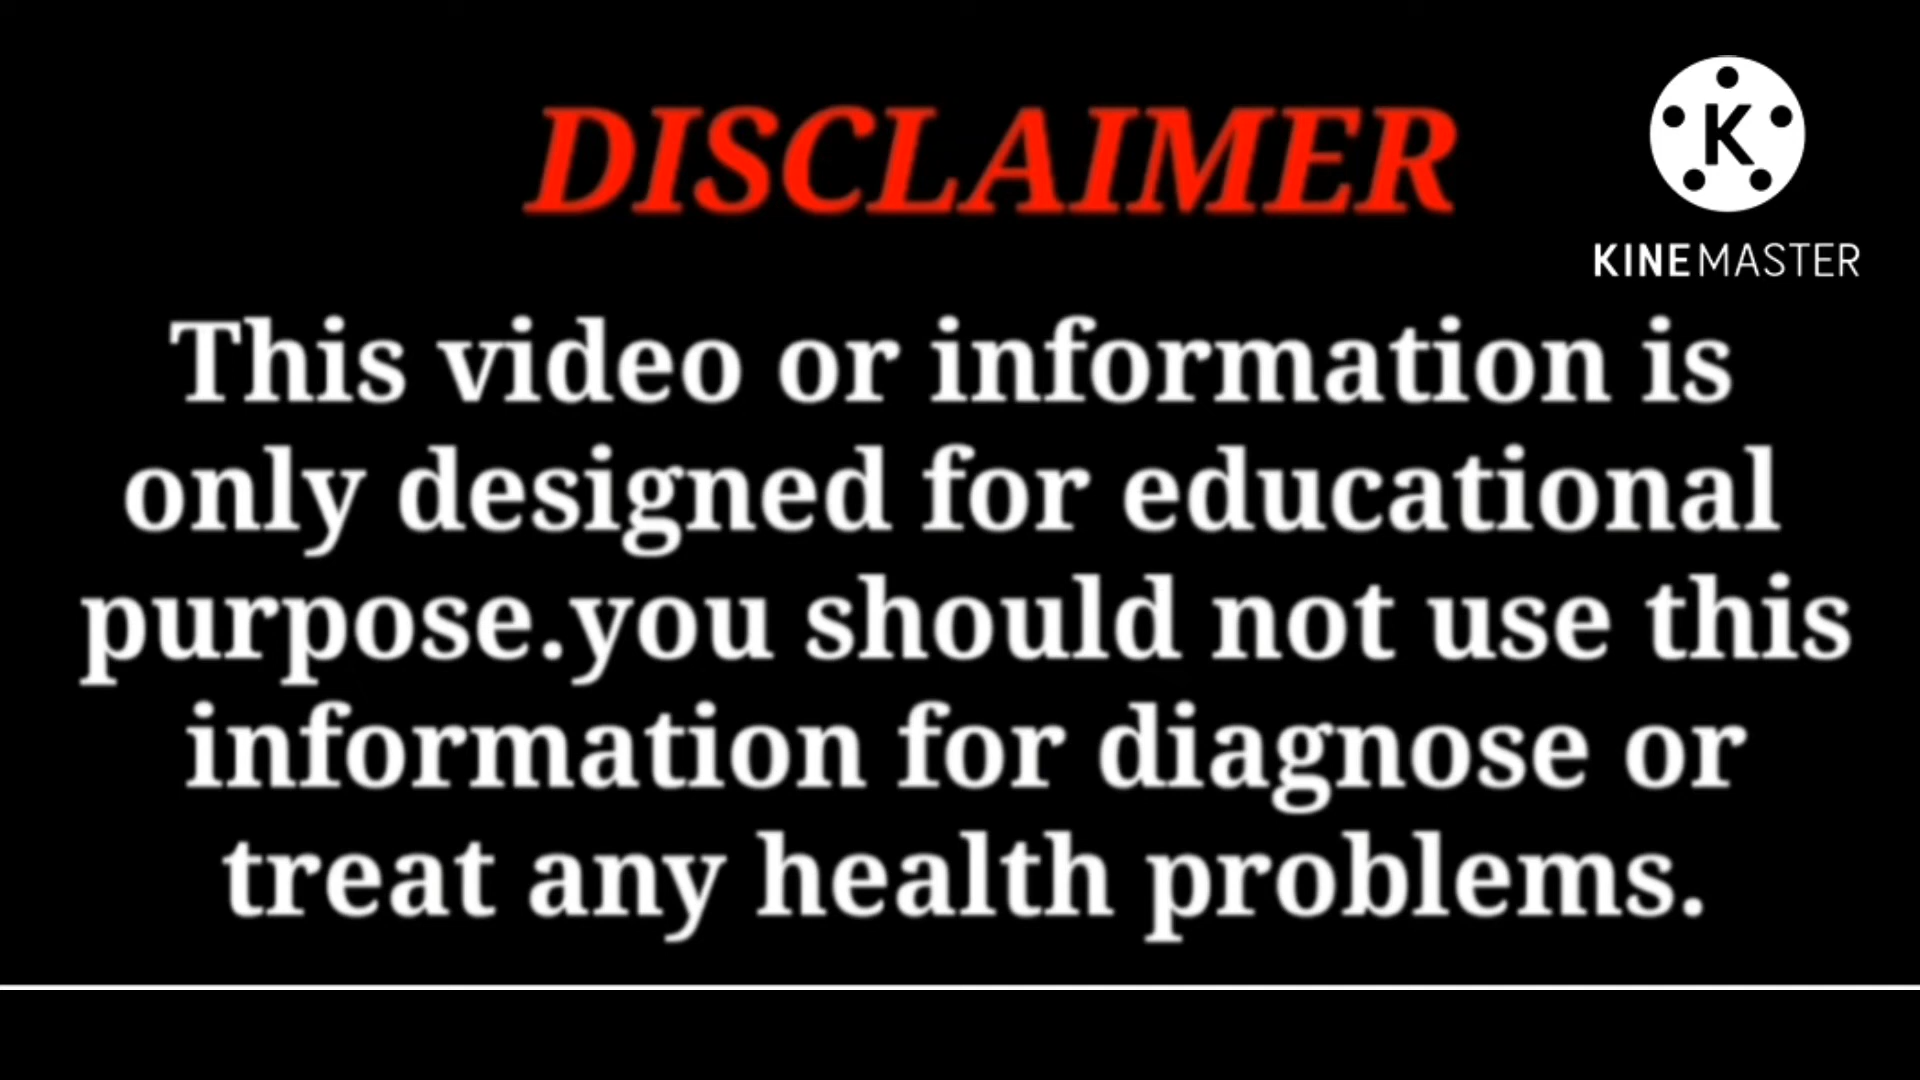 DISCLAIMER
K
KINEMASTER
This video or information is
only designed for educational
purpose.you should not use this
information for diagnose or
treat any health problems.